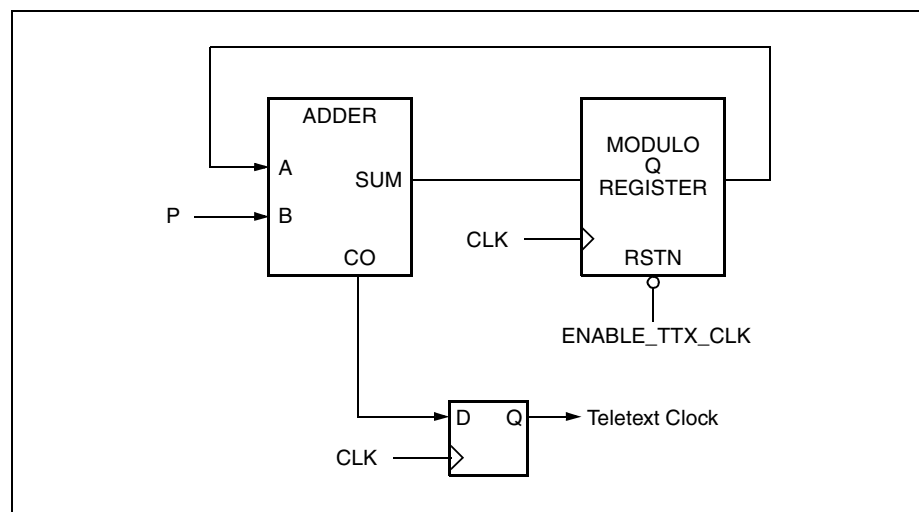 ADDER
A
SUM
P
B
CO
MODULO
Q
REGISTER
CLK
RSTN
ENABLE_TTX_CLK
D
Q
Teletext Clock
CLK